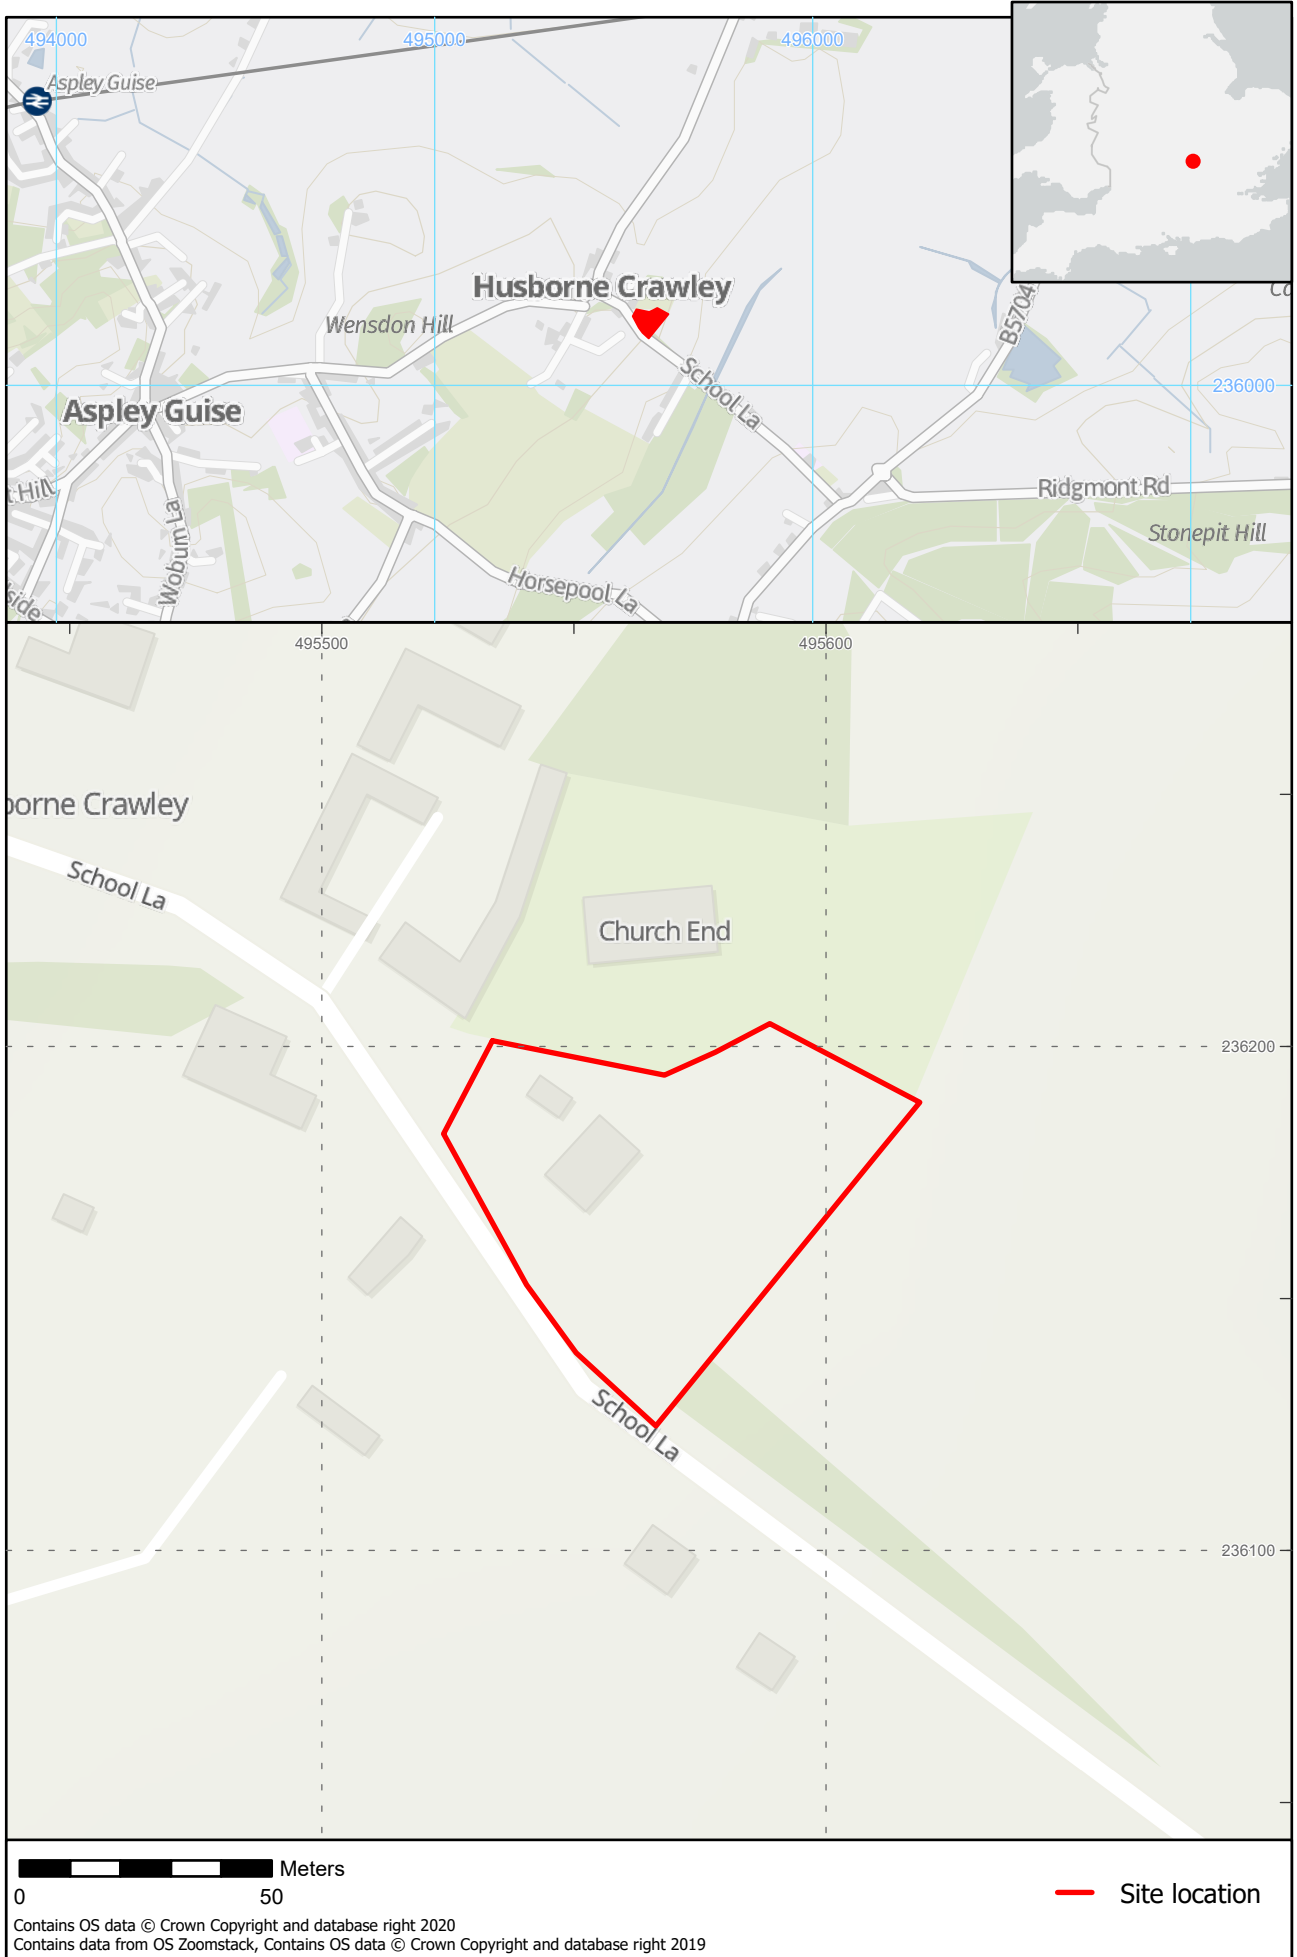 494000
495000
496000
Aspley Guise
Husborne Crawley
Wensdon Hill
B5704
School La
236000
Aspley Guise
t Hill
Ridgmont Rd
Stonepit Hill
Woburn La
Horsepool La
lside
495500
495600
borne Crawley
School La
Church End
236200
School La
236100
Meters
0 50
Site location
Contains OS data © Crown Copyright and database right 2020
Contains data from OS Zoomstack, Contains OS data © Crown Copyright and database right 2019